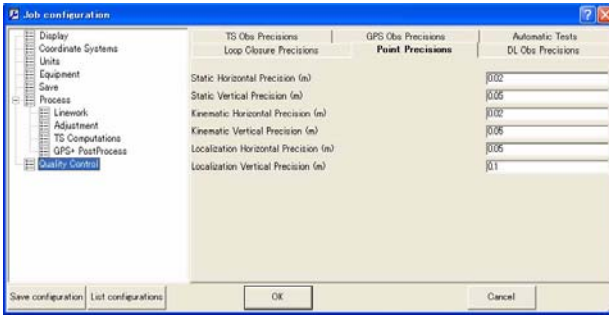 Job configuration
Display
Coordinate Systems
Units
Equipment
Save
Process
Linework
Adjustment
TS Computations
GPS+ PostProcess
Quality Control
TS Obs Precisions
GPS Obs Precisions
Automatic Tests
Loop Closure Precisions
Point Precisions
DL Obs Precisions
Static Horizontal Precision (m)
0.02
Static Vertical Precision (m)
0.05
Kinematic Horizontal Precision (m)
0.02
Kinematic Vertical Precision (m)
0.05
Localization Horizontal Precision (m)
0.05
Localization Vertical Precision (m)
0.1
Save configuration
List configurations
OK
Cancel